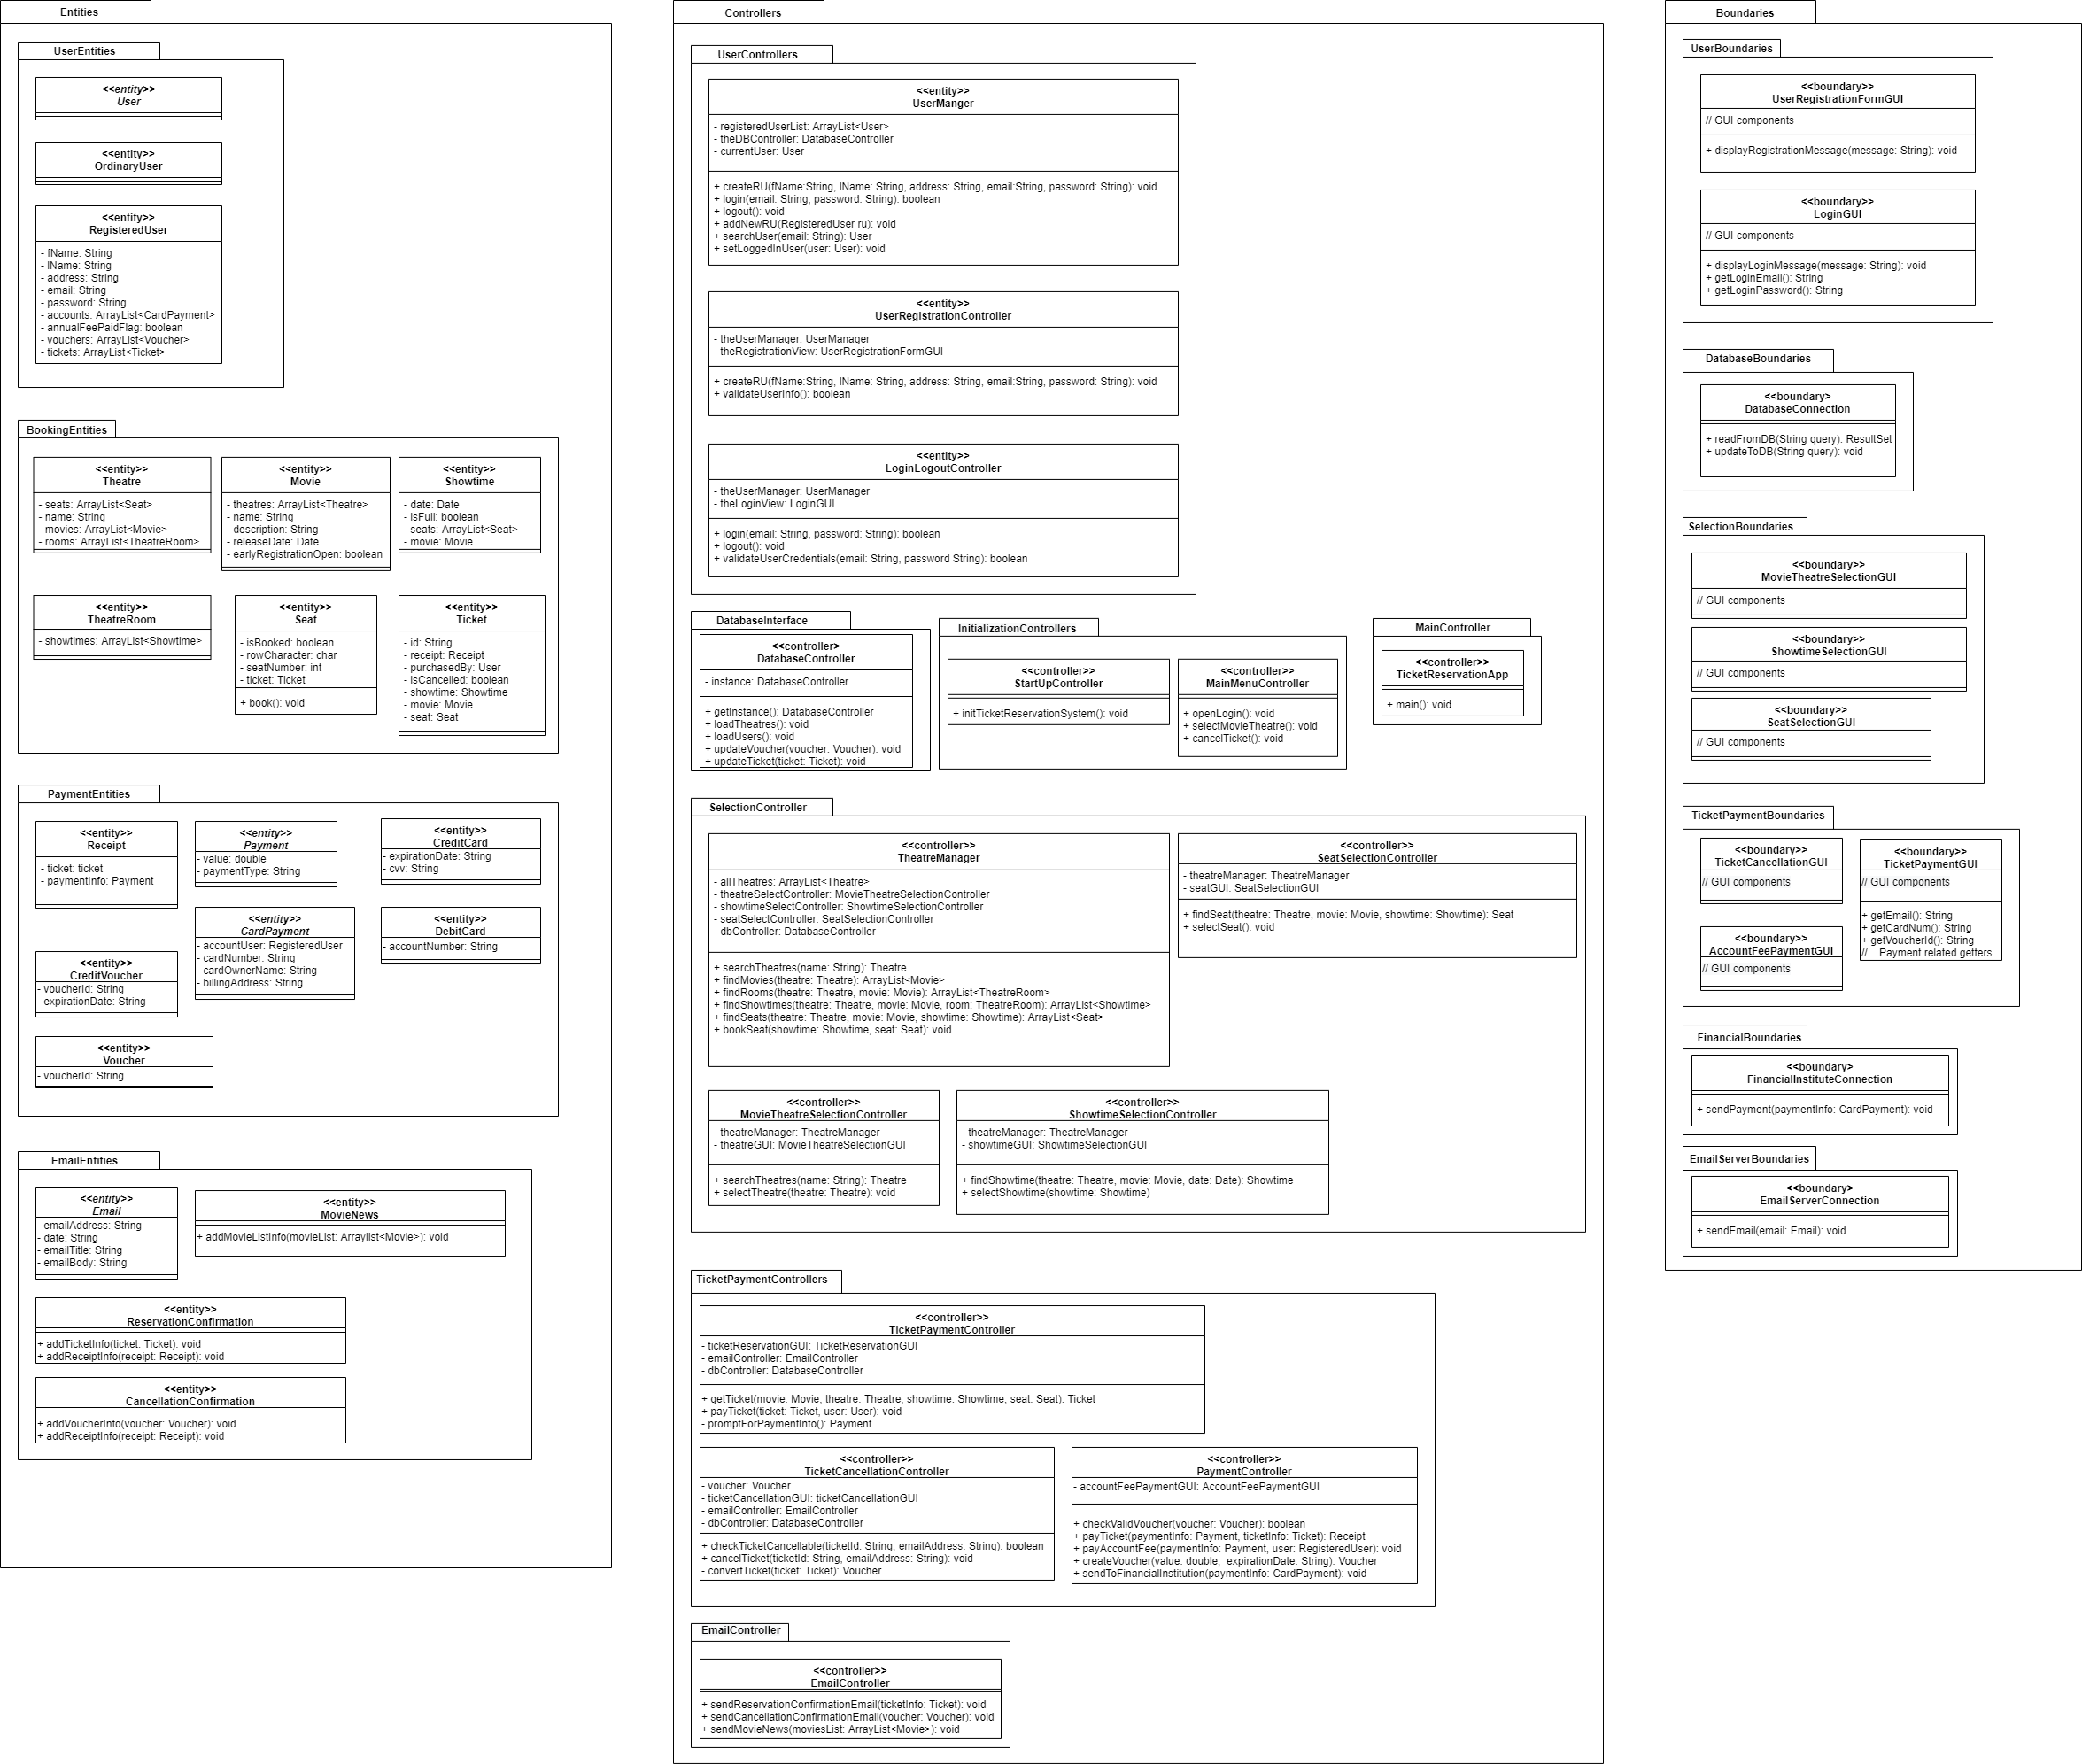 Entities
UserEntities
<<entity>>
User
<<entity>>
OrdinaryUser
<<entity>>
RegisteredUser
- fName: String
- lName: String
- address: String
- email: String
- password: String
- accounts: ArrayList<CardPayment>
- annualFeePaidFlag: boolean
- vouchers: ArrayList<Voucher>
- tickets: ArrayList<Ticket>
BookingEntities
<<entity>>
Theatre
- seats: ArrayList<Seat>
- name: String
- movies: ArrayList<Movie>
- rooms: ArrayList<TheatreRoom>
<<entity>>
Movie
- theatres: ArrayList<Theatre>
- name: String
- description: String
- releaseDate: Date
- earlyRegistrationOpen: boolean
<<entity>>
Showtime
- date: Date
- isFull: boolean
- seats: ArrayList<Seat>
- movie: Movie
<<entity>>
TheatreRoom
- showtimes: ArrayList<Showtime>
<<entity>>
Seat
- isBooked: boolean
- rowCharacter: char
- seatNumber: int
- ticket: Ticket
+ book(): void
<<entity>>
Ticket
- id: String
- receipt: Receipt
- purchasedBy: User
- isCancelled: boolean
- showtime: Showtime
- movie: Movie
- seat: Seat
PaymentEntities
<<entity>>
Receipt
- ticket: ticket
- paymentInfo: Payment
<<entity>>
Payment
- value: double
- paymentType: String
<<entity>>
CreditCard
- expirationDate: String
- cvv: String
<<entity>>
CreditVoucher
- voucherId: String
- expirationDate: String
<<entity>>
CardPayment
- accountUser: RegisteredUser
- cardNumber: String
- cardOwnerName: String
- billingAddress: String
<<entity>>
DebitCard
- accountNumber: String
<<entity>>
Voucher
- voucherId: String
EmailEntities
<<entity>>
Email
- emailAddress: String
- date: String
- emailTitle: String
- emailBody: String
<<entity>>
MovieNews
+ addMovieListInfo(movieList: Arraylist<Movie>): void
<<entity>>
ReservationConfirmation
+ addTicketInfo(ticket: Ticket): void
+ addReceiptInfo(receipt: Receipt): void
<<entity>>
CancellationConfirmation
+ addVoucherInfo(voucher: Voucher): void
+ addReceiptInfo(receipt: Receipt): void
Controllers
UserControllers
<<entity>>
UserManger
- registeredUserList: ArrayList<User>
- theDBController: DatabaseController
- currentUser: User
+ createRU(fName:String, lName: String, address: String, email:String, password: String): void
+ login(email: String, password: String): boolean
+ logout(): void
+ addNewRU(RegisteredUser ru): void
+ searchUser(email: String): User
+ setLoggedInUser(user: User): void
<<entity>>
UserRegistrationController
- theUserManager: UserManager
- theRegistrationView: UserRegistrationFormGUI
+ createRU(fName:String, lName: String, address: String, email:String, password: String): void
+ validateUserInfo(): boolean
<<entity>>
LoginLogoutController
- theUserManager: UserManager
- theLoginView: LoginGUI
+ login(email: String, password: String): boolean
+ logout(): void
+ validateUserCredentials(email: String, password String): boolean
DatabaseInterface
<<controller>
DatabaseController
- instance: DatabaseController
+ getInstance(): DatabaseController
+ loadTheatres(): void
+ loadUsers(): void
+ updateVoucher(voucher: Voucher): void
+ updateTicket(ticket: Ticket): void
InitializationControllers
<<controller>>
StartUpController
+ initTicketReservationSystem(): void
<<controller>>
MainMenuController
+ openLogin(): void
+ selectMovieTheatre(): void
+ cancelTicket(): void
MainController
<<controller>>
TicketReservationApp
+ main(): void
SelectionController
<<controller>>
TheatreManager
- allTheatres: ArrayList<Theatre>
- theatreSelectController: MovieTheatreSelectionController
- showtimeSelectController: ShowtimeSelectionController
- seatSelectController: SeatSelectionController
- dbController: DatabaseController
+ searchTheatres(name: String): Theatre
+ findMovies(theatre: Theatre): ArrayList<Movie>
+ findRooms(theatre: Theatre, movie: Movie): ArrayList<TheatreRoom>
+ findShowtimes(theatre: Theatre, movie: Movie, room: TheatreRoom): ArrayList<Showtime>
+ findSeats(theatre: Theatre, movie: Movie, showtime: Showtime): ArrayList<Seat>
+ bookSeat(showtime: Showtime, seat: Seat): void
<<controller>>
SeatSelectionController
- theatreManager: TheatreManager
- seatGUI: SeatSelectionGUI
+ findSeat(theatre: Theatre, movie: Movie, showtime: Showtime): Seat
+ selectSeat(): void
<<controller>>
MovieTheatreSelectionController
- theatreManager: TheatreManager
- theatreGUI: MovieTheatreSelectionGUI
+ searchTheatres(name: String): Theatre
+ selectTheatre(theatre: Theatre): void
<<controller>>
ShowtimeSelectionController
- theatreManager: TheatreManager
- showtimeGUI: ShowtimeSelectionGUI
+ findShowtime(theatre: Theatre, movie: Movie, date: Date): Showtime
+ selectShowtime(showtime: Showtime)
TicketPaymentControllers
<<controller>>
TicketPaymentController
- ticketReservationGUI: TicketReservationGUI
- emailController: EmailController
- dbController: DatabaseController
+ getTicket(movie: Movie, theatre: Theatre, showtime: Showtime, seat: Seat): Ticket
+ payTicket(ticket: Ticket, user: User): void
- promptForPaymentInfo(): Payment
<<controller>>
TicketCancellationController
- voucher: Voucher
- ticketCancellationGUI: ticketCancellationGUI
- emailController: EmailController
- dbController: DatabaseController
+ checkTicketCancellable(ticketId: String, emailAddress: String): boolean
+ cancelTicket(ticketId: String, emailAddress: String): void
- convertTicket(ticket: Ticket): Voucher
<<controller>>
PaymentController
- accountFeePaymentGUI: AccountFeePaymentGUI
+ checkValidVoucher(voucher: Voucher): boolean
+ payTicket(paymentInfo: Payment, ticketInfo: Ticket): Receipt
+ payAccountFee(paymentInfo: Payment, user: RegisteredUser): void
+ createVoucher(value: double, expirationDate: String): Voucher
+ sendToFinancialInstitution(paymentInfo: CardPayment): void
EmailController
<<controller>>
EmailController
+ sendReservationConfirmationEmail(ticketInfo: Ticket): void
+ sendCancellationConfirmationEmail(voucher: Voucher): void
+ sendMovieNews(moviesList: ArrayList<Movie>): void
Boundaries
UserBoundaries
<<boundary>>
UserRegistrationFormGUI
// GUI components
+ displayRegistrationMessage(message: String): void
<<boundary>>
LoginGUI
// GUI components
+ displayLoginMessage(message: String): void
+ getLoginEmail(): String
+ getLoginPassword(): String
DatabaseBoundaries
<<boundary>
DatabaseConnection
+ readFromDB(String query): ResultSet
+ updateToDB(String query): void
SelectionBoundaries
<<boundary>>
MovieTheatreSelectionGUI
// GUI components
<<boundary>>
ShowtimeSelectionGUI
// GUI components
<<boundary>>
SeatSelectionGUI
// GUI components
TicketPaymentBoundaries
<<boundary>>
TicketCancellationGUI
// GUI components
<<boundary>>
TicketPaymentGUI
// GUI components
+ getEmail(): String
+ getCardNum(): String
+ getVoucherId(): String
//... Payment related getters
<<boundary>>
AccountFeePaymentGUI
// GUI components
FinancialBoundaries
<<boundary>
FinancialInstituteConnection
+ sendPayment(paymentInfo: CardPayment): void
EmailServerBoundaries
<<boundary>>
EmailServerConnection
+ sendEmail(email: Email): void